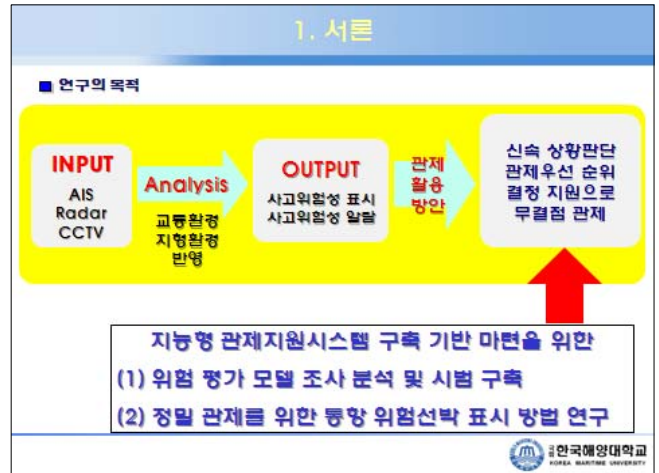 1. 서론
■ 연구의 목적
INPUT
AIS
Radar
CCTV
Analysis
교통환경
지형환경
반영
OUTPUT
사고위험성 표시
사고위험성 알람
관제
활용
방안
신속 상황판단
관제우선 순위
결정 지원으로
무결점 관제
지능형 관제지원시스템 구축 기반 마련을 위한
(1) 위험 평가 모델 조사 분석 및 시범 구축
(2) 정밀 관제를 위한 통항 위험선박 표시 방법 연구
국립한국해양대학교
KOREA MARITIME UNIVERSITY